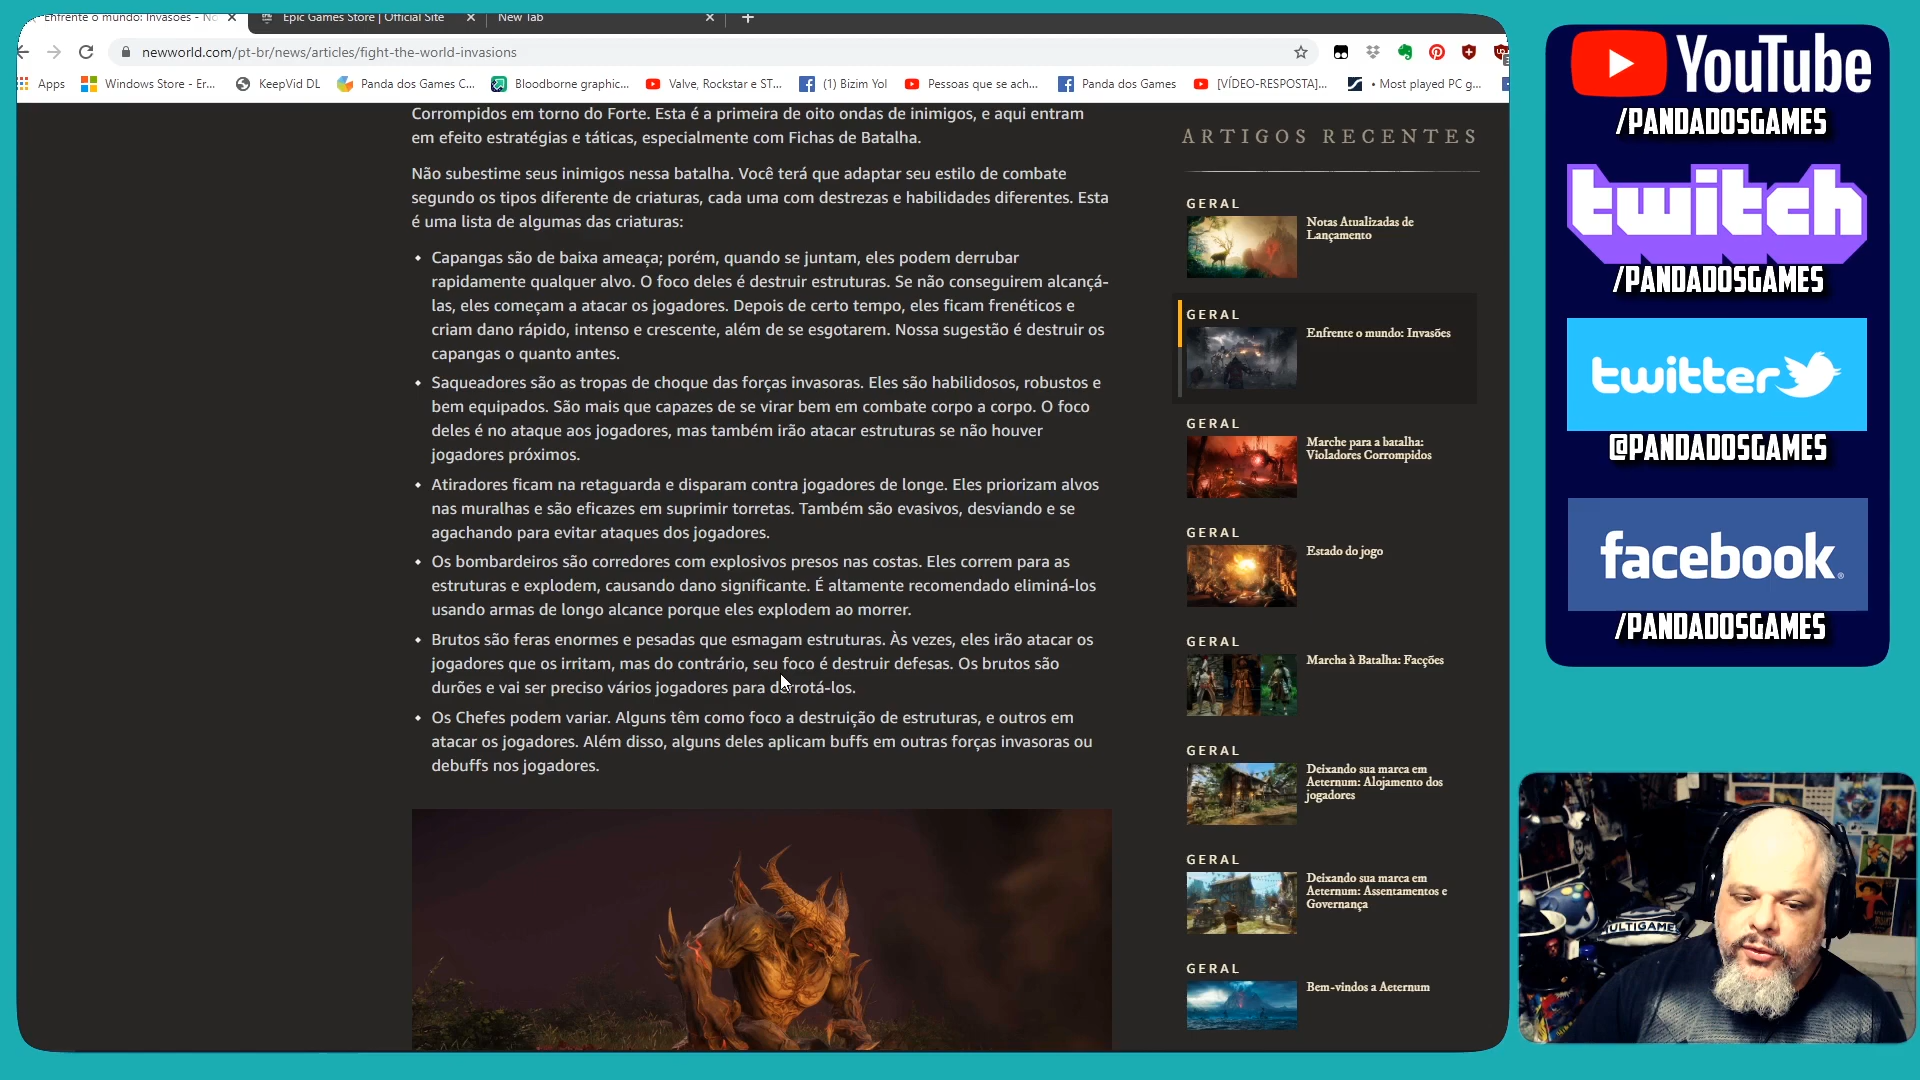 Enfrente o mundo: Invasões - No
Epic Games Store | Official Site
New Tab
newworld.com/pt-br/news/articles/fight-the-world-invasions
Apps
Windows Store - Er...
KeepVid DL
Panda dos Games C...
Bloodborne graphic...
Valve, Rockstar e ST...
(1) Bizim Yol
Pessoas que se ach...
Panda dos Games
[VÍDEO-RESPOSTA]...
• Most played PC g...
Corrompidos em torno do Forte. Esta é a primeira de oito ondas de inimigos, e aqui entram
em efeito estratégias e táticas, especialmente com Fichas de Batalha.
Não subestime seus inimigos nessa batalha. Você terá que adaptar seu estilo de combate
segundo os tipos diferente de criaturas, cada uma com destrezas e habilidades diferentes. Esta
é uma lista de algumas das criaturas:
• Capangas são de baixa ameaça; porém, quando se juntam, eles podem derrubar
rapidamente qualquer alvo. O foco deles é destruir estruturas. Se não conseguirem alcançá-
las, eles começam a atacar os jogadores. Depois de certo tempo, eles ficam frenéticos e
criam dano rápido, intenso e crescente, além de se esgotarem. Nossa sugestão é destruir os
capangas o quanto antes.
• Saqueadores são as tropas de choque das forças invasoras. Eles são habilidosos, robustos e
bem equipados. São mais que capazes de se virar bem em combate corpo a corpo. O foco
deles é no ataque aos jogadores, mas também irão atacar estruturas se não houver
jogadores próximos.
• Atiradores ficam na retaguarda e disparam contra jogadores de longe. Eles priorizam alvos
nas muralhas e são eficazes em suprimir torretas. Também são evasivos, desviando e se
agachando para evitar ataques dos jogadores.
• Os bombardeiros são corredores com explosivos presos nas costas. Eles correm para as
estruturas e explodem, causando dano significante. É altamente recomendado eliminá-los
usando armas de longo alcance porque eles explodem ao morrer.
• Brutos são feras enormes e pesadas que esmagam estruturas. Às vezes, eles irão atacar os
jogadores que os irritam, mas do contrário, seu foco é destruir defesas. Os brutos são
durões e vai ser preciso vários jogadores para derrotá-los.
• Os Chefes podem variar. Alguns têm como foco a destruição de estruturas, e outros em
atacar os jogadores. Além disso, alguns deles aplicam buffs em outras forças invasoras ou
debuffs nos jogadores.
ARTIGOS RECENTES
GERAL
Notas Atualizadas de
Lançamento
GERAL
Enfrente o mundo: Invasões
GERAL
Marche para a batalha:
Violadores Corrompidos
GERAL
Estado do jogo
GERAL
Marcha à Batalha: Facções
GERAL
Deixando sua marca em
Aeternum: Alojamento dos
jogadores
GERAL
Deixando sua marca em
Aeternum: Assentamentos e
Governança
GERAL
Bem-vindos a Aeternum
YouTube
/PANDADOSGAMES
twitch
/PANDADOSGAMES
twitter
@PANDADOSGAMES
facebook
/PANDADOSGAMES